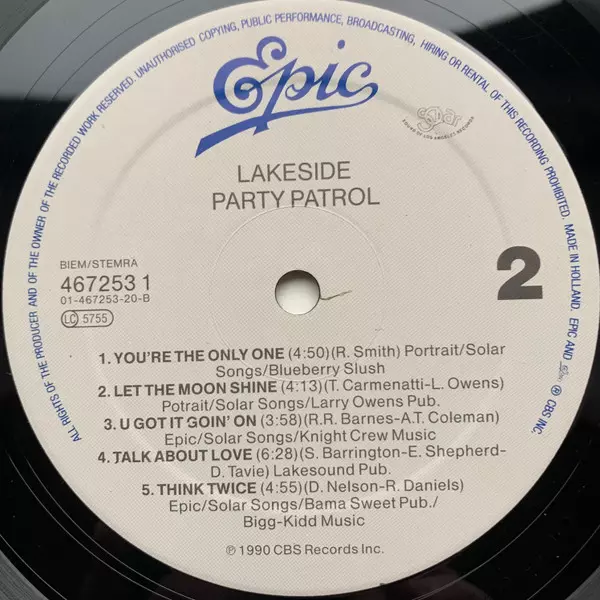 ALL RIGHTS OF THE PRODUCER AND OF THE OWNER OF THE RECORDED WORK RESERVED. UNAUTHORISED COPYING, PUBLIC PERFORMANCE, BROADCASTING, HIRING OR RENTAL OF THIS RECORDING PROHIBITED. MADE IN HOLLAND. EPIC AND ℗ CBS INC.
Epic
Solar
SOUND OF LOS ANGELES RECORDS
LAKESIDE
PARTY PATROL
BIEM/STEMRA
467253 1
01-467253-20-B
LC 5755
2
1. YOU'RE THE ONLY ONE (4:50)(R. Smith) Portrait/Solar
Songs/Blueberry Slush
2. LET THE MOON SHINE (4:13)(T. Carmenatti-L. Owens)
Potrait/Solar Songs/Larry Owens Pub.
3. U GOT IT GOIN' ON (3:58)(R.R. Barnes-A.T. Coleman)
Epic/Solar Songs/Knight Crew Music
4. TALK ABOUT LOVE (6:28)(S. Barrington-E. Shepherd-
D. Tavie) Lakesound Pub.
5. THINK TWICE (4:55)(D. Nelson-R. Daniels)
Epic/Solar Songs/Bama Sweet Pub./
Bigg-Kidd Music
℗ 1990 CBS Records Inc.